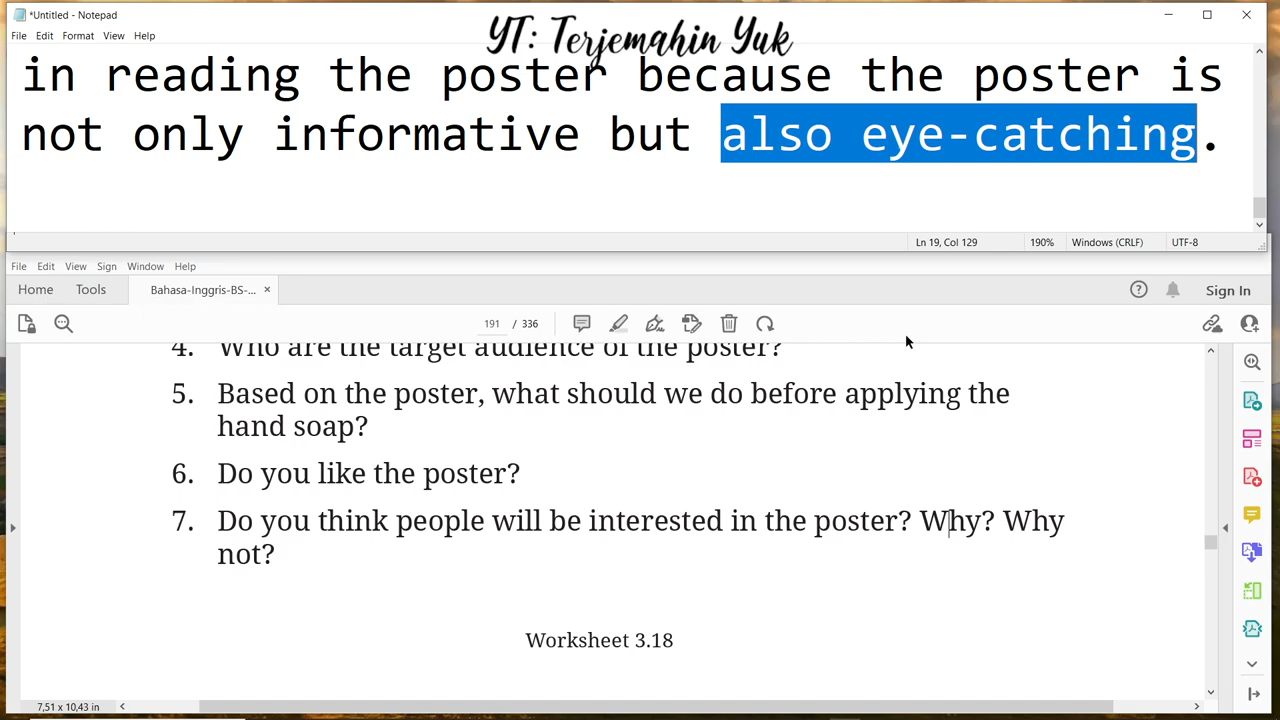 *Untitled - Notepad
YT: Terjemahin Yuk
File Edit Format View Help
in reading the poster because the poster is
not only informative but also eye-catching.
Ln 19, Col 129 190% Windows (CRLF) UTF-8
File Edit View Sign Window Help
Home Tools Bahasa-Inggris-BS-... × Sign In
191 / 336
4. Who are the target audience of the poster?
5. Based on the poster, what should we do before applying the
hand soap?
6. Do you like the poster?
7. Do you think people will be interested in the poster? Why? Why
not?
Worksheet 3.18
7,51 x 10,43 in